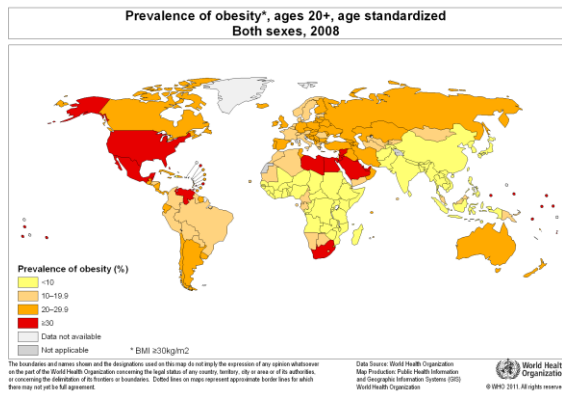 Prevalence of obesity*, ages 20+, age standardized
Both sexes, 2008
Prevalence of obesity (%)
<10
10–19.9
20–29.9
≥30
Data not available
Not applicable
* BMI ≥30kg/m2
The boundaries and names shown and the designations used on this map do not imply the expression of any opinion whatsoever
on the part of the World Health Organization concerning the legal status of any country, territory, city or area or of its authorities,
or concerning the delimitation of its frontiers or boundaries. Dotted lines on maps represent approximate border lines for which
there may not yet be full agreement.
Data Source: World Health Organization
Map Production: Public Health Information
and Geographic Information Systems (GIS)
World Health Organization
World Healt
Organizatio
© WHO 2011. All rights reserve